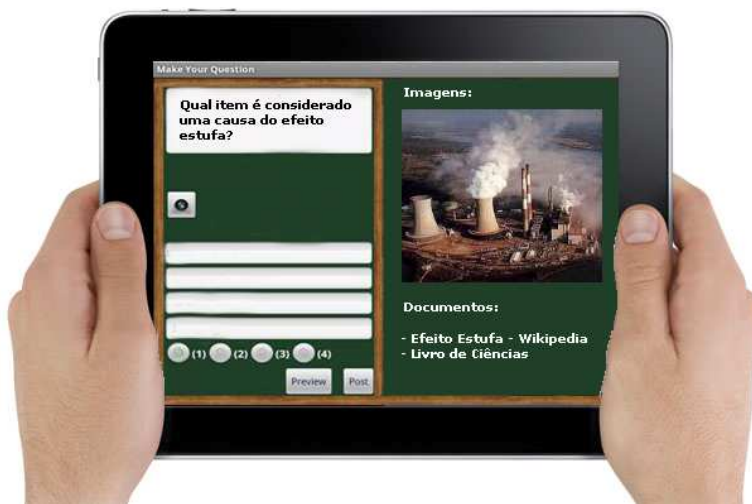 Make Your Question
Qual item é considerado
uma causa do efeito
estufa?
(1) (2) (3) (4)
Preview Post
Imagens:
Documentos:
- Efeito Estufa - Wikipedia
- Livro de Ciências